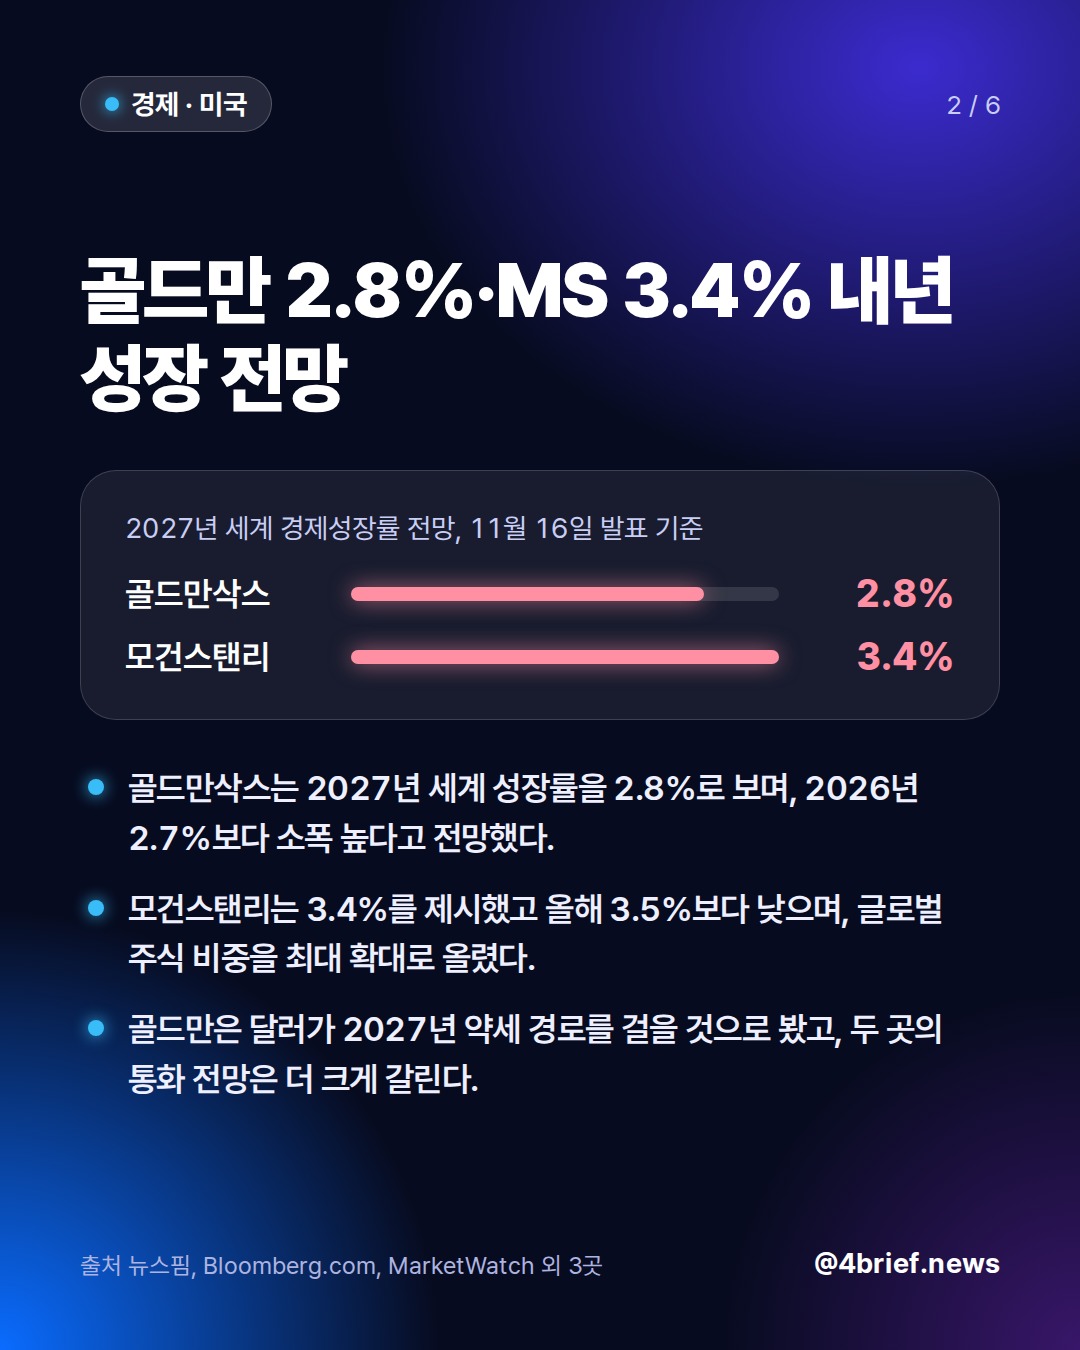 경제 · 미국
2 / 6
골드만 2.8%·MS 3.4% 내년
성장 전망
2027년 세계 경제성장률 전망, 11월 16일 발표 기준
골드만삭스 2.8%
모건스탠리 3.4%
골드만삭스는 2027년 세계 성장률을 2.8%로 보며, 2026년
2.7%보다 소폭 높다고 전망했다.
모건스탠리는 3.4%를 제시했고 올해 3.5%보다 낮으며, 글로벌
주식 비중을 최대 확대로 올렸다.
골드만은 달러가 2027년 약세 경로를 걸을 것으로 봤고, 두 곳의
통화 전망은 더 크게 갈린다.
출처 뉴스핌, Bloomberg.com, MarketWatch 외 3곳
@4brief.news